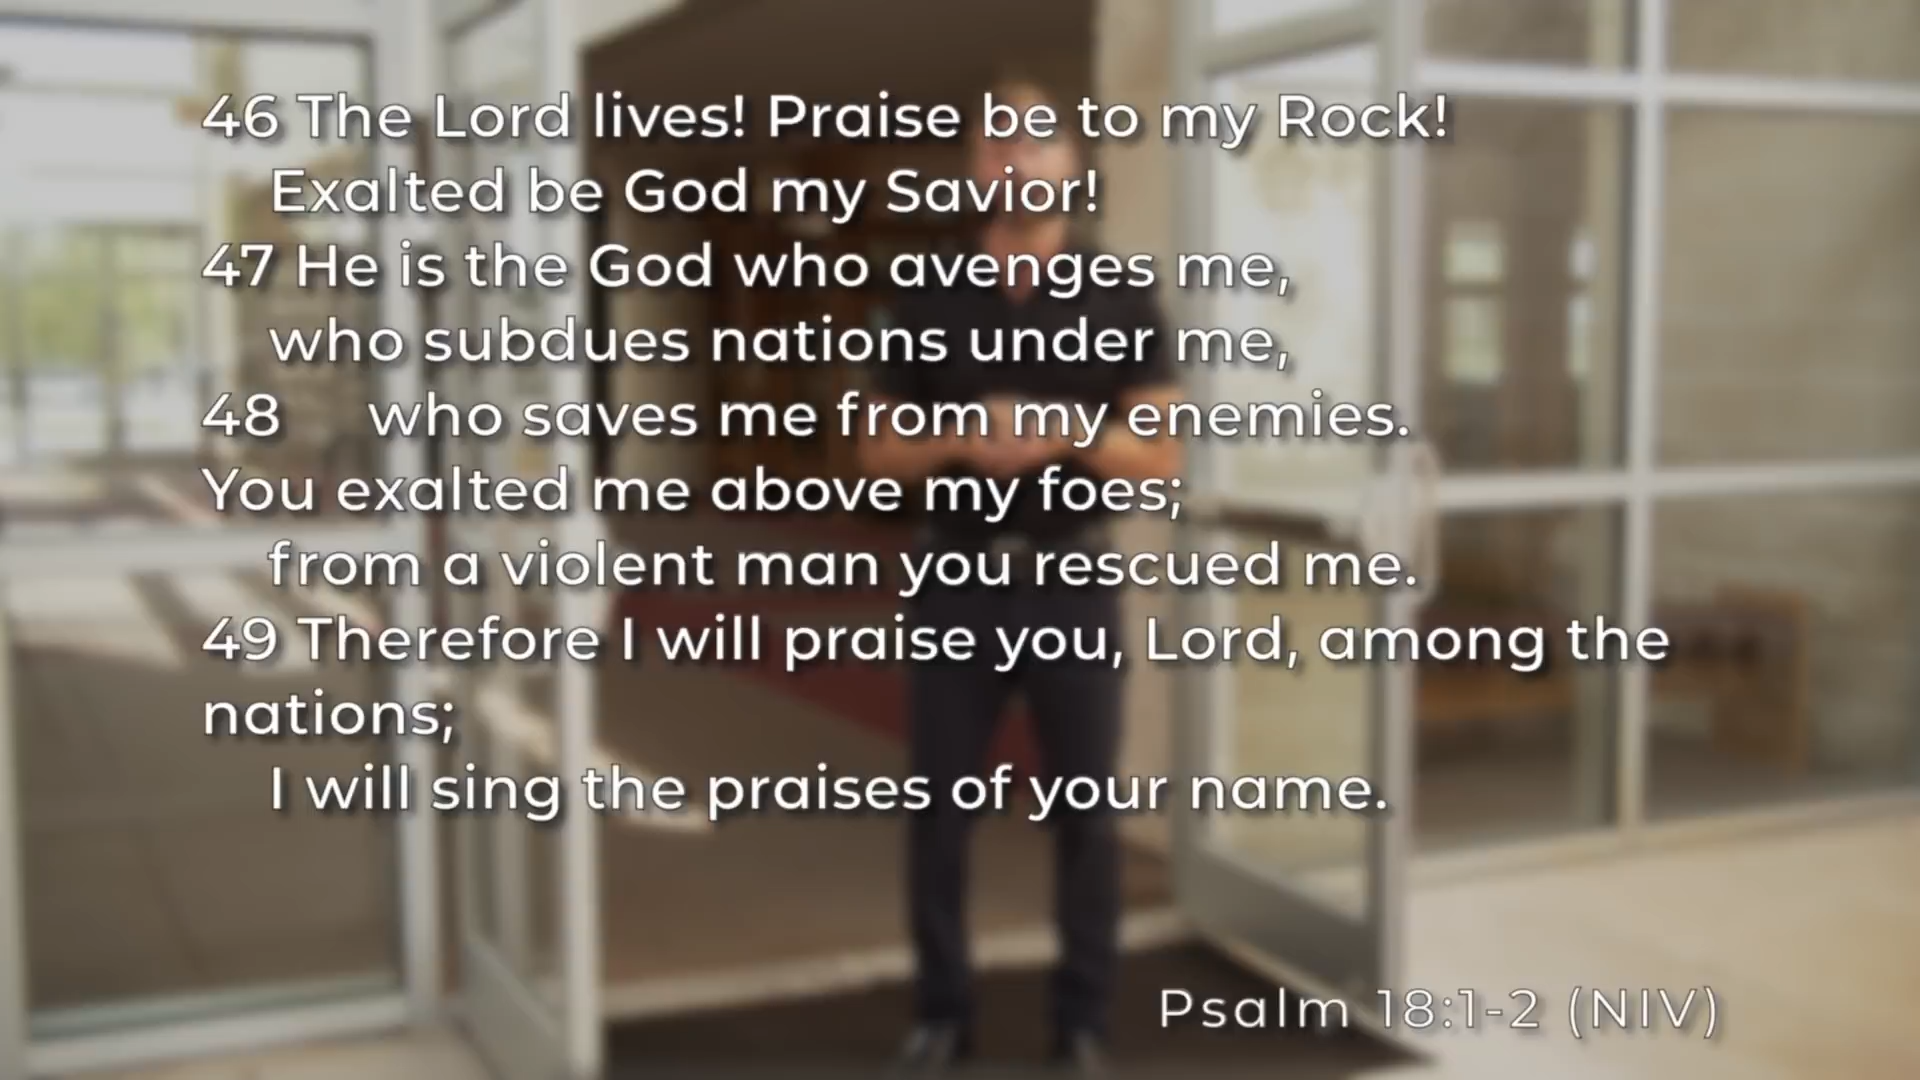 46 The Lord lives! Praise be to my Rock!
Exalted be God my Savior!
47 He is the God who avenges me,
who subdues nations under me,
48 who saves me from my enemies.
You exalted me above my foes;
from a violent man you rescued me.
49 Therefore I will praise you, Lord, among the
nations;
I will sing the praises of your name.
Psalm 18:1-2 (NIV)